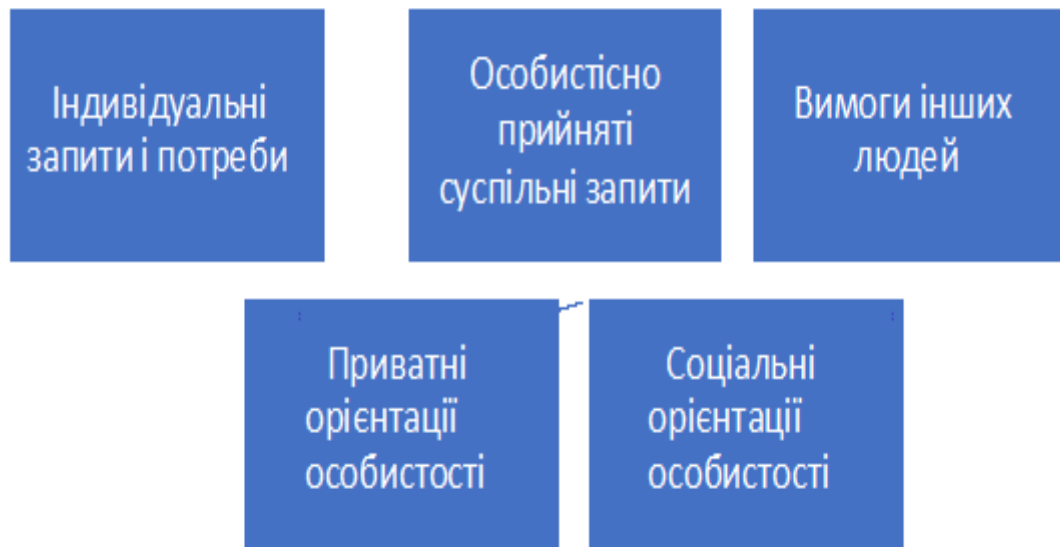 Індивідуальні
запити і потреби
Особистісно
прийняті
суспільні запити
Вимоги інших
людей
Приватні
орієнтації
особистості
Соціальні
орієнтації
особистості